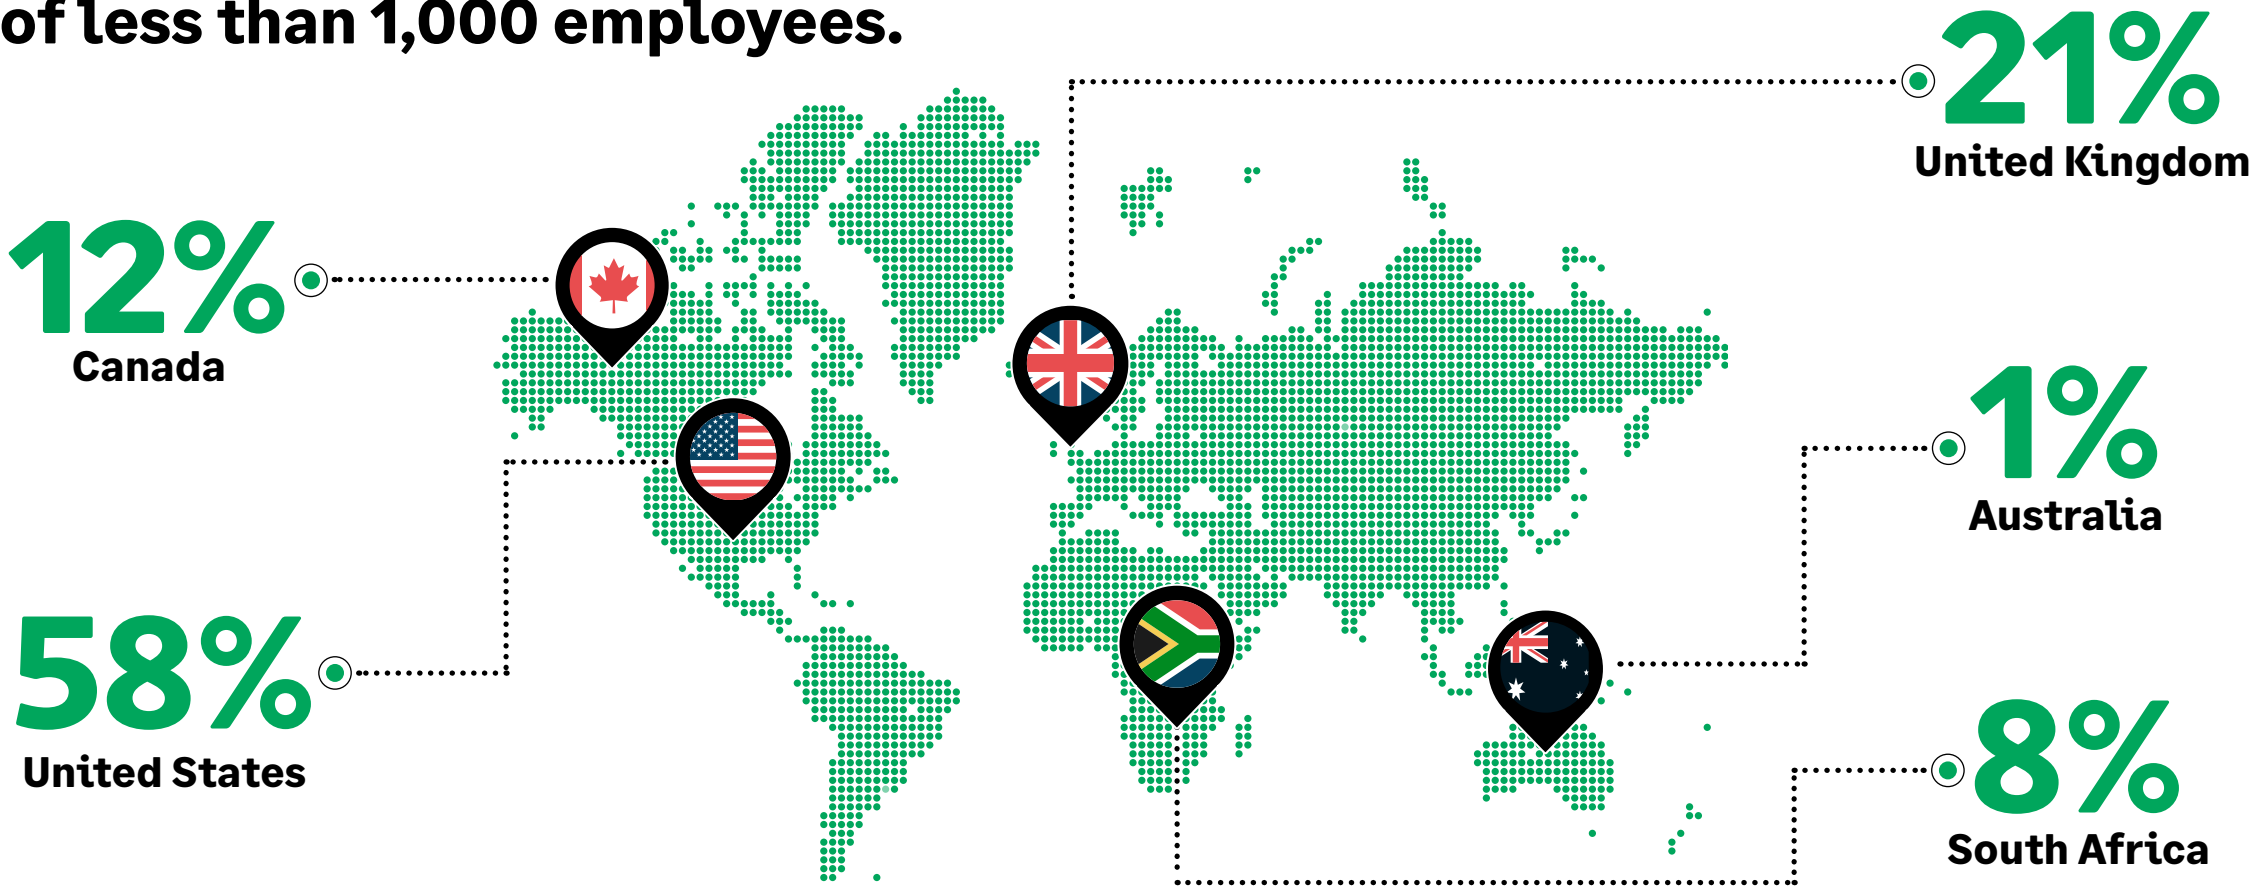 of less than 1,000 employees.
21%
United Kingdom
12%
Canada
1%
Australia
58%
United States
8%
South Africa